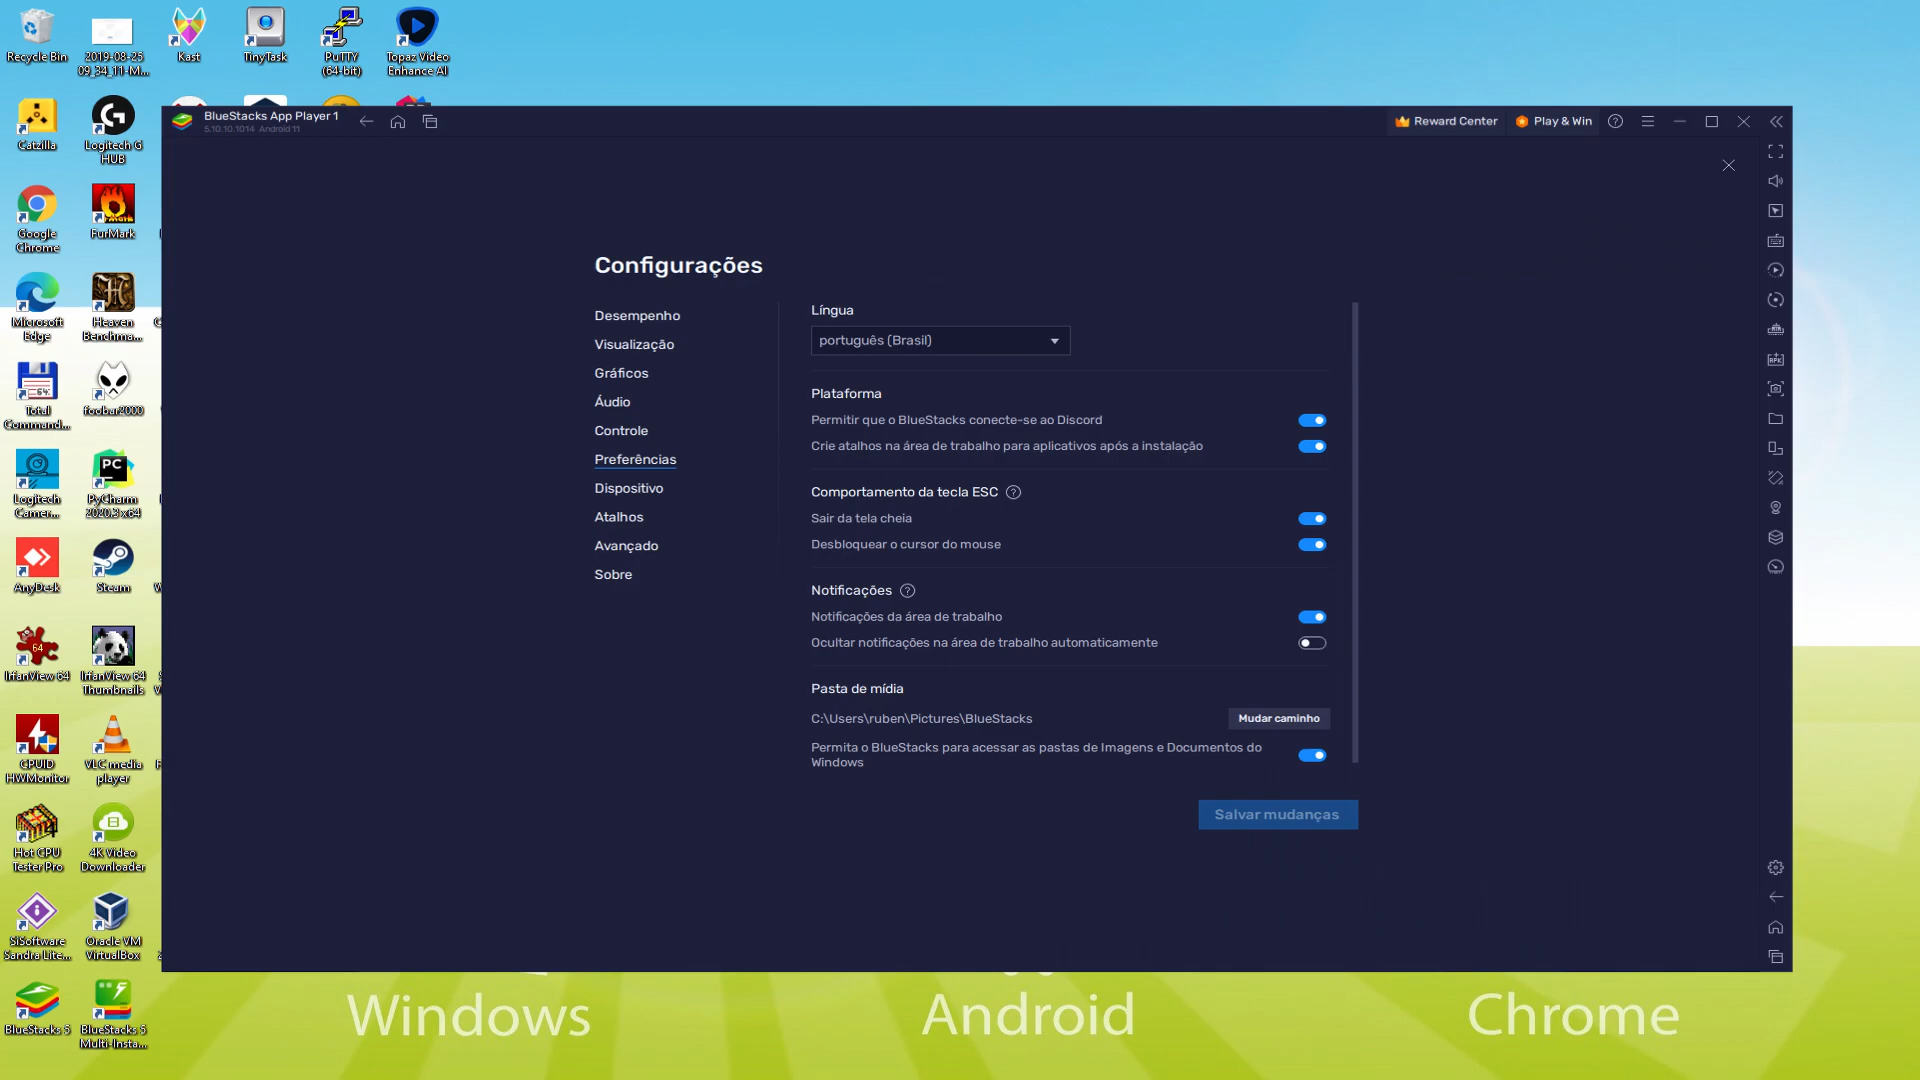 Recycle Bin
2019-08-25
09_34_11-M...
Kast
TinyTask
PuTTY
(64-bit)
Topaz Video
Enhance AI
Catzilla
Logitech G
HUB
Google
Chrome
FurMark
Microsoft
Edge
Heaven
Benchma...
Total
Command...
foobar2000
Logitech
Gamer...
PyCharm
2020.3 x64
AnyDesk
Steam
IrfanView 64
IrfanView 64
Thumbnails
CPUID
HWMonitor
VLC media
player
Hot CPU
Tester Pro
4K Video
Downloader
SiSoftware
Sandra Lite...
Oracle VM
VirtualBox
BlueStacks 5
BlueStacks 5
Multi-Insta...
BlueStacks App Player 1
5.10.10.1014 Android 11
Reward Center
Play & Win
Configurações
Desempenho
Visualização
Gráficos
Áudio
Controle
Preferências
Dispositivo
Atalhos
Avançado
Sobre
Língua
português (Brasil)
Plataforma
Permitir que o BlueStacks conecte-se ao Discord
Crie atalhos na área de trabalho para aplicativos após a instalação
Comportamento da tecla ESC
Sair da tela cheia
Desbloquear o cursor do mouse
Notificações
Notificações da área de trabalho
Ocultar notificações na área de trabalho automaticamente
Pasta de mídia
C:\Users\ruben\Pictures\BlueStacks
Mudar caminho
Permita o BlueStacks para acessar as pastas de Imagens e Documentos do
Windows
Salvar mudanças
Windows
Android
Chrome